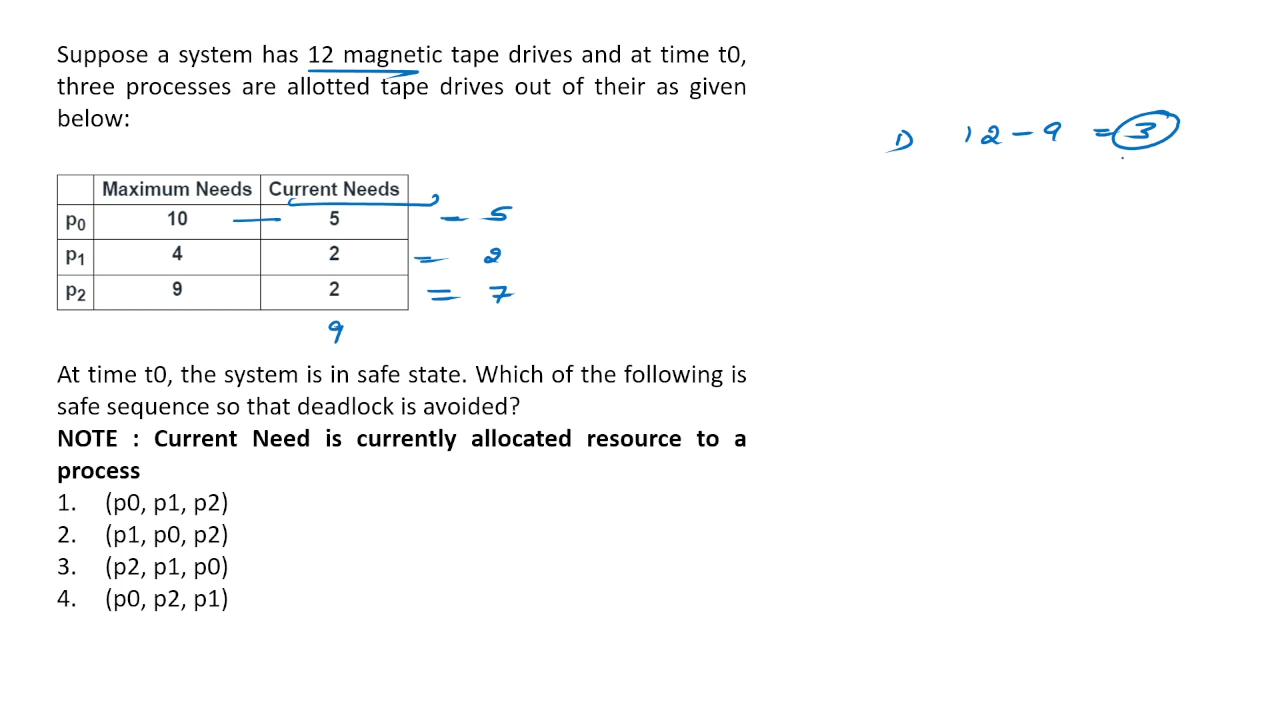 Suppose a system has 12 magnetic tape drives and at time t0,
three processes are allotted tape drives out of their as given
below:
D 12 - 9 = 3
Maximum Needs Current Needs
p0 10 5 - 5
p1 4 2 = 2
p2 9 2 = 7
9
At time t0, the system is in safe state. Which of the following is
safe sequence so that deadlock is avoided?
NOTE : Current Need is currently allocated resource to a
process
1. (p0, p1, p2)
2. (p1, p0, p2)
3. (p2, p1, p0)
4. (p0, p2, p1)